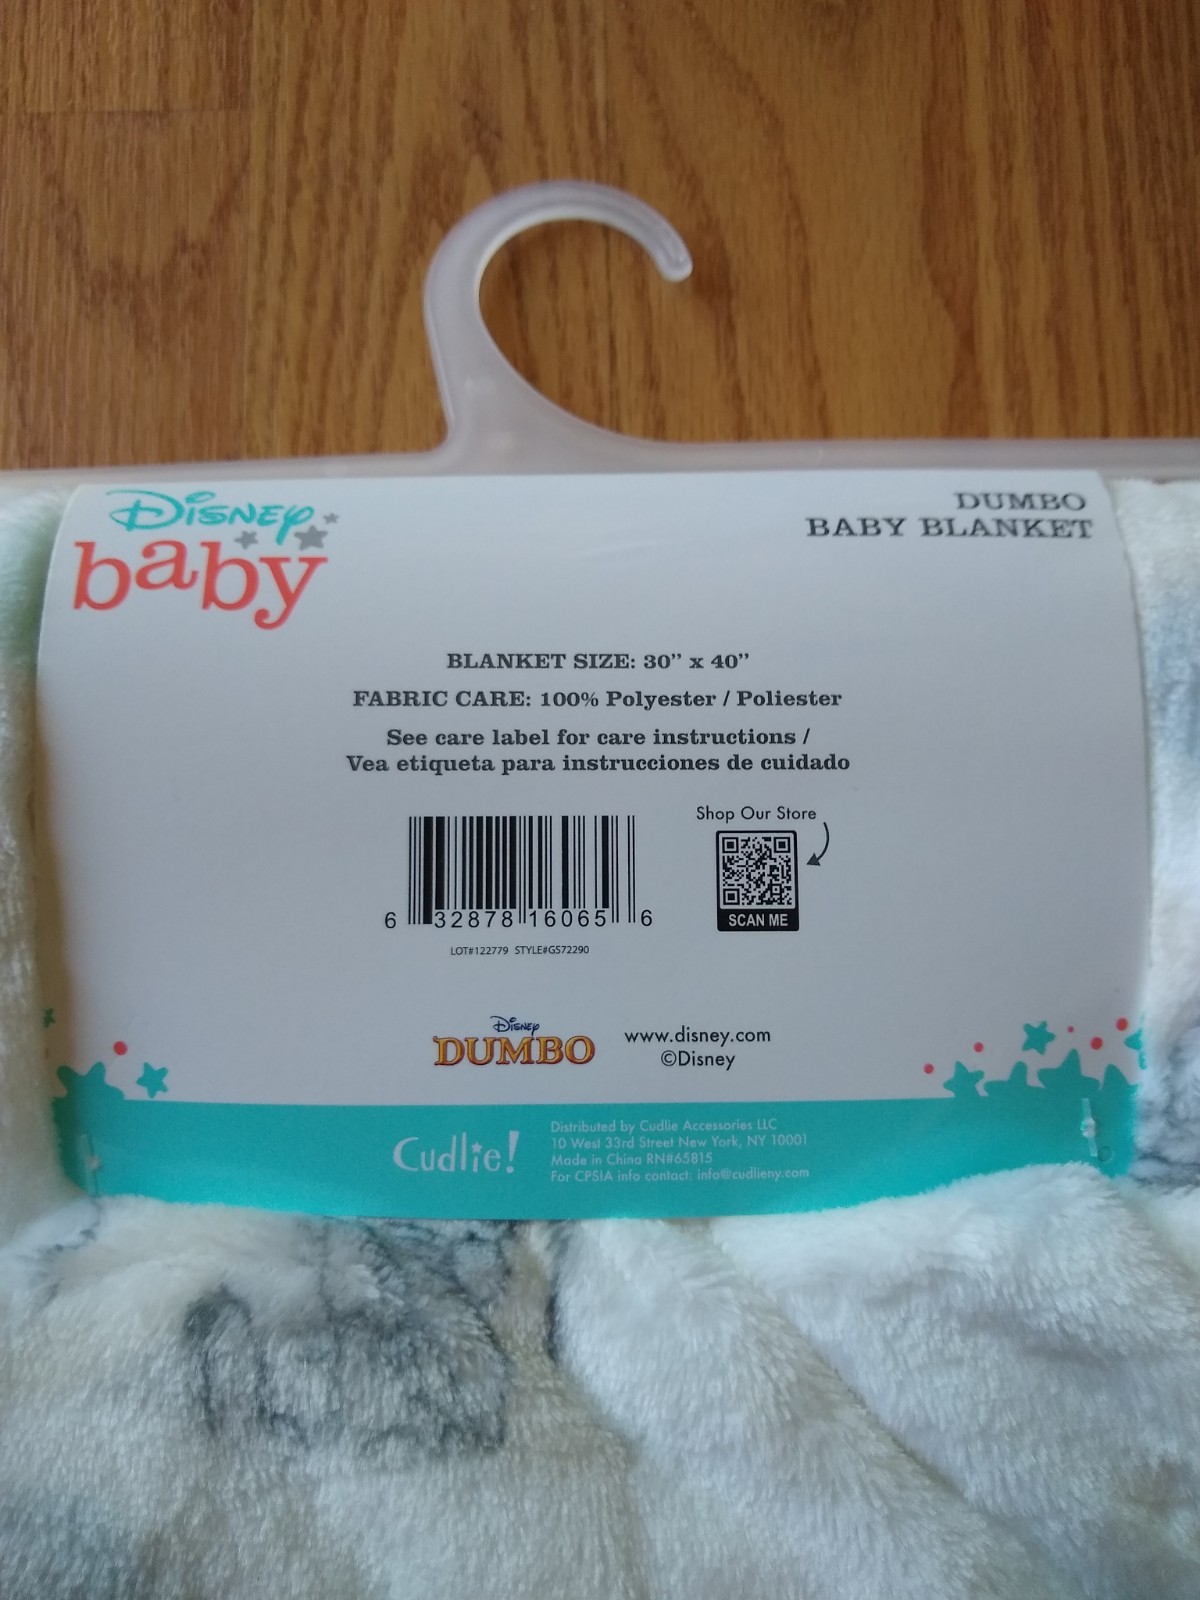 Disney
baby
DUMBO
BABY BLANKET
BLANKET SIZE: 30” x 40”
FABRIC CARE: 100% Polyester / Poliester
See care label for care instructions /
Vea etiqueta para instrucciones de cuidado
Shop Our Store
SCAN ME
6 32878 16065 6
LOT#122779 STYLE#GS72290
Disney
DUMBO
www.disney.com
©Disney
Cudlie!
Distributed by Cudlie Accessories LLC
10 West 33rd Street New York, NY 10001
Made in China RN#65815
For CPSIA info contact: info@cudlieny.com